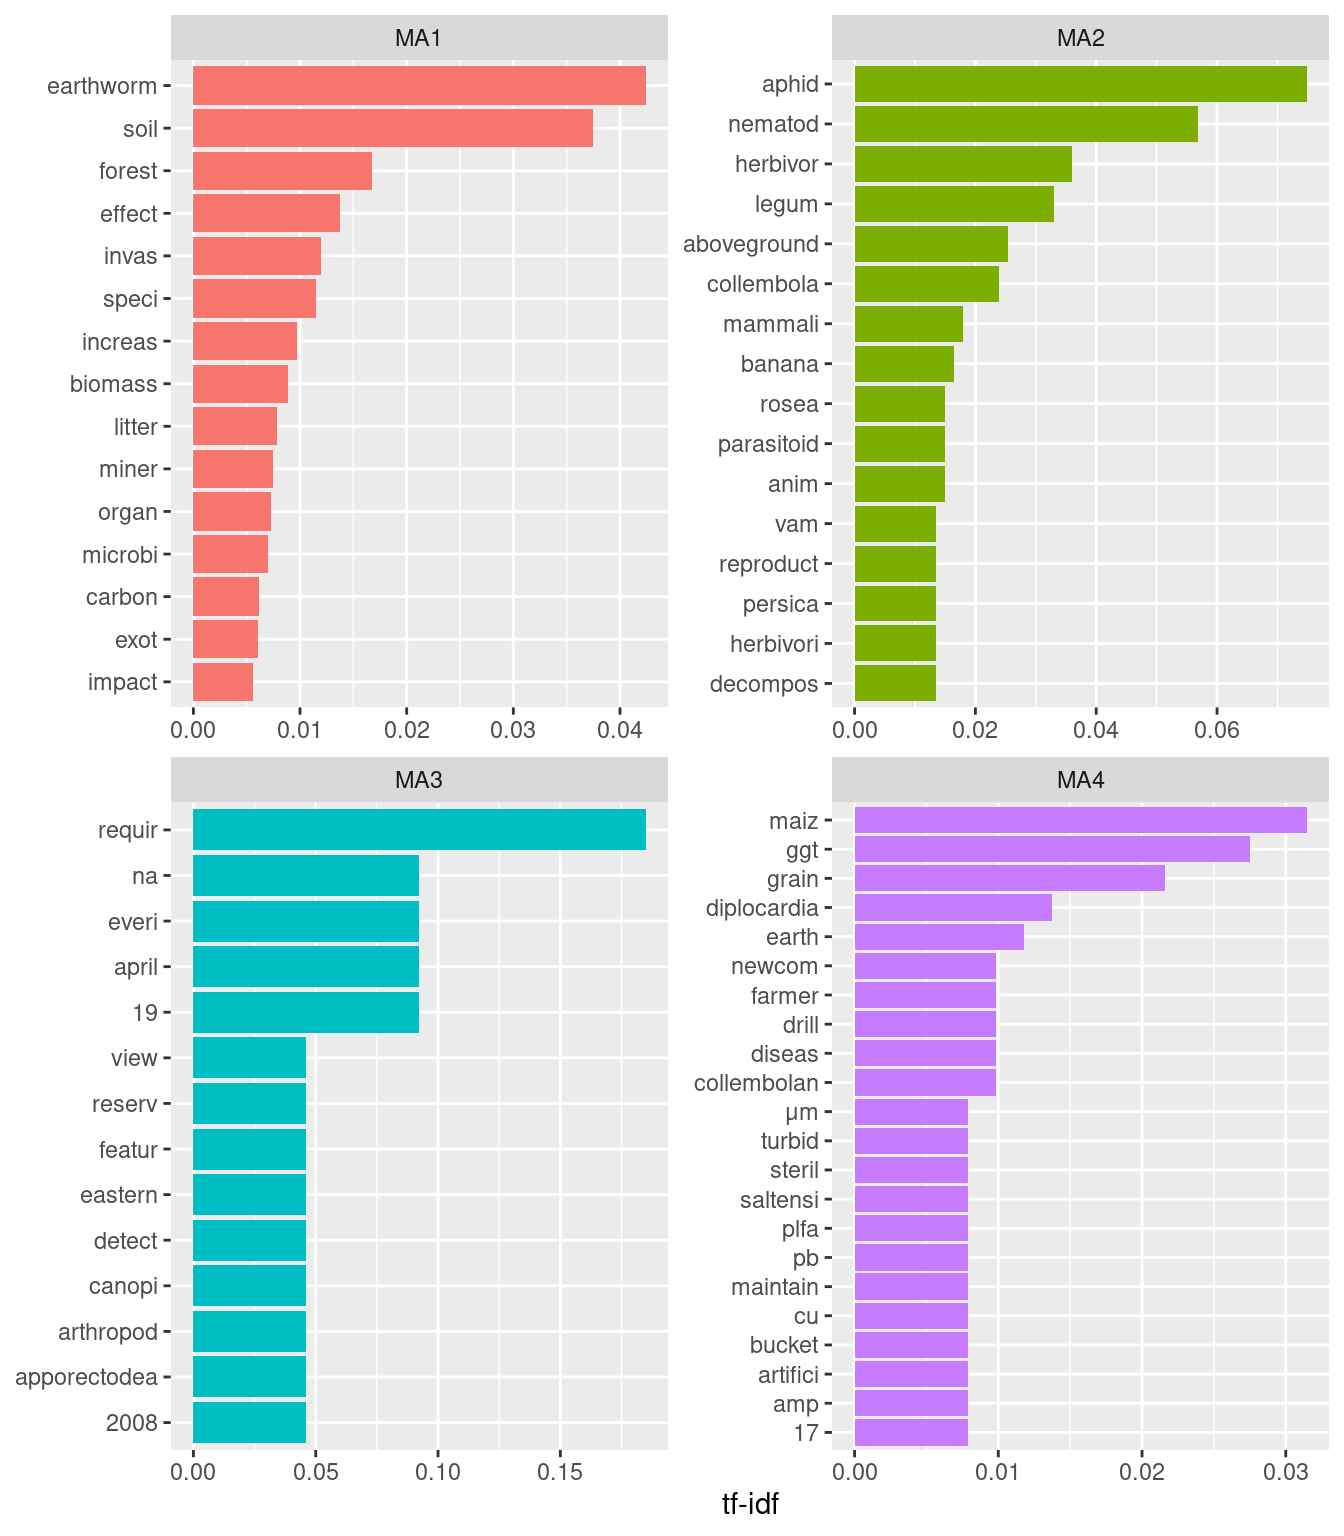 MA1
earthworm
soil
forest
effect
invas
speci
increas
biomass
litter
miner
organ
microbi
carbon
exot
impact
0.00 0.01 0.02 0.03 0.04
MA2
aphid
nematod
herbivor
legum
aboveground
collembola
mammali
banana
rosea
parasitoid
anim
vam
reproduct
persica
herbivori
decompos
0.00 0.02 0.04 0.06
MA3
requir
na
everi
april
19
view
reserv
featur
eastern
detect
canopi
arthropod
apporectodea
2008
0.00 0.05 0.10 0.15
MA4
maiz
ggt
grain
diplocardia
earth
newcom
farmer
drill
diseas
collembolan
µm
turbid
steril
saltensi
plfa
pb
maintain
cu
bucket
artifici
amp
17
0.00 0.01 0.02 0.03
tf-idf